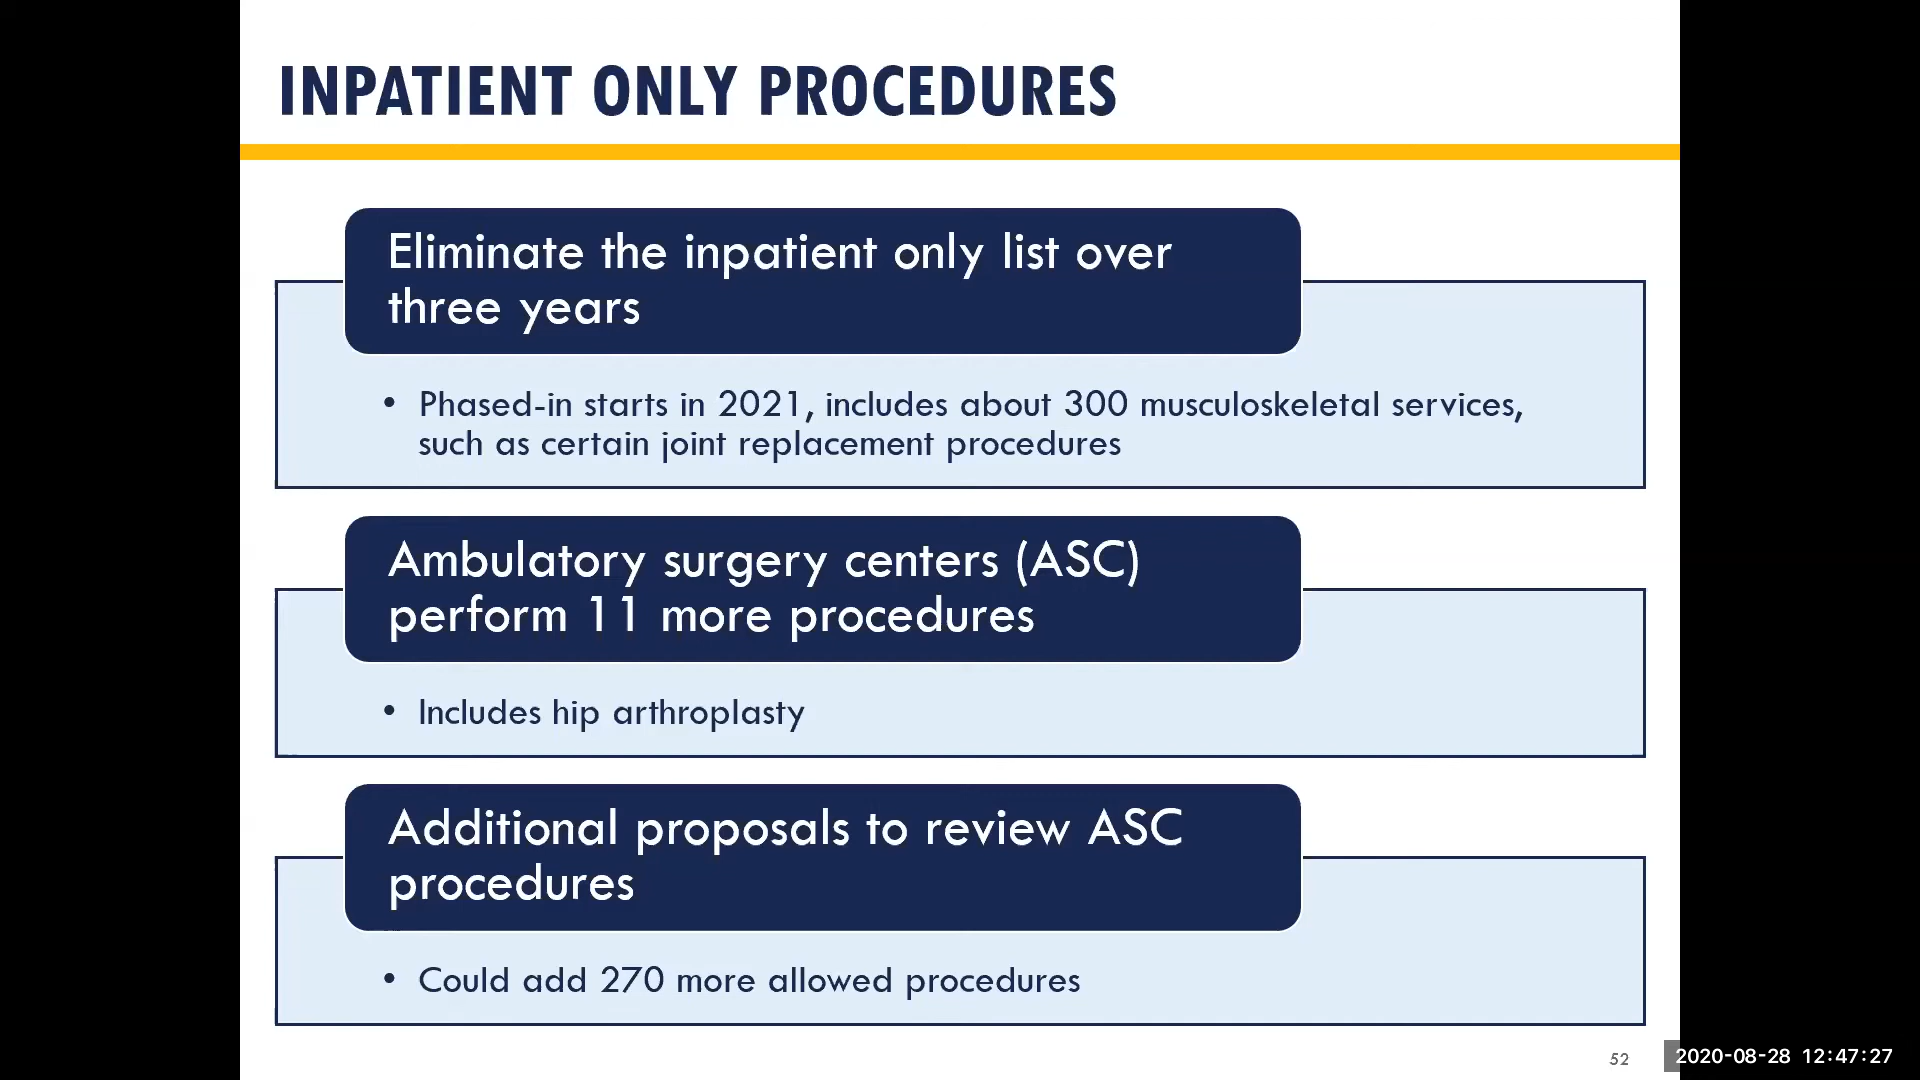 INPATIENT ONLY PROCEDURES
Eliminate the inpatient only list over
three years
• Phased-in starts in 2021, includes about 300 musculoskeletal services,
such as certain joint replacement procedures
Ambulatory surgery centers (ASC)
perform 11 more procedures
• Includes hip arthroplasty
Additional proposals to review ASC
procedures
• Could add 270 more allowed procedures
52
2020-08-28 12:47:27